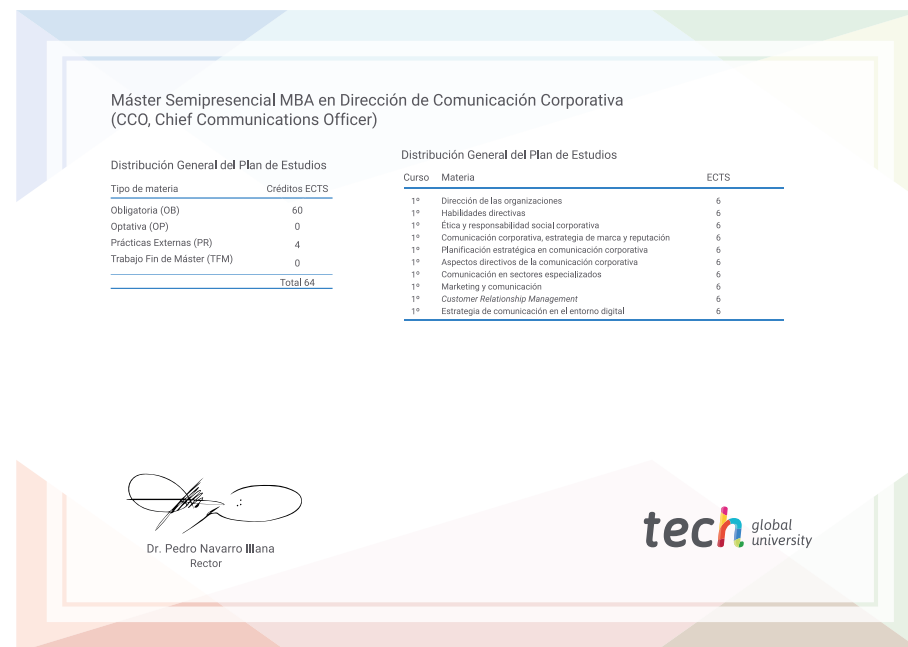 Máster Semipresencial MBA en Dirección de Comunicación Corporativa
(CCO, Chief Communications Officer)
Distribución General del Plan de Estudios
Tipo de materia Créditos ECTS
Obligatoria (OB) 60
Optativa (OP) 0
Prácticas Externas (PR) 4
Trabajo Fin de Máster (TFM) 0
Total 64
Distribución General del Plan de Estudios
Curso Materia ECTS
1º Dirección de las organizaciones 6
1º Habilidades directivas 6
1º Ética y responsabilidad social corporativa 6
1º Comunicación corporativa, estrategia de marca y reputación 6
1º Planificación estratégica en comunicación corporativa 6
1º Aspectos directivos de la comunicación corporativa 6
1º Comunicación en sectores especializados 6
1º Marketing y comunicación 6
1º Customer Relationship Management 6
1º Estrategia de comunicación en el entorno digital 6
Dr. Pedro Navarro Illana
Rector
tech global
university